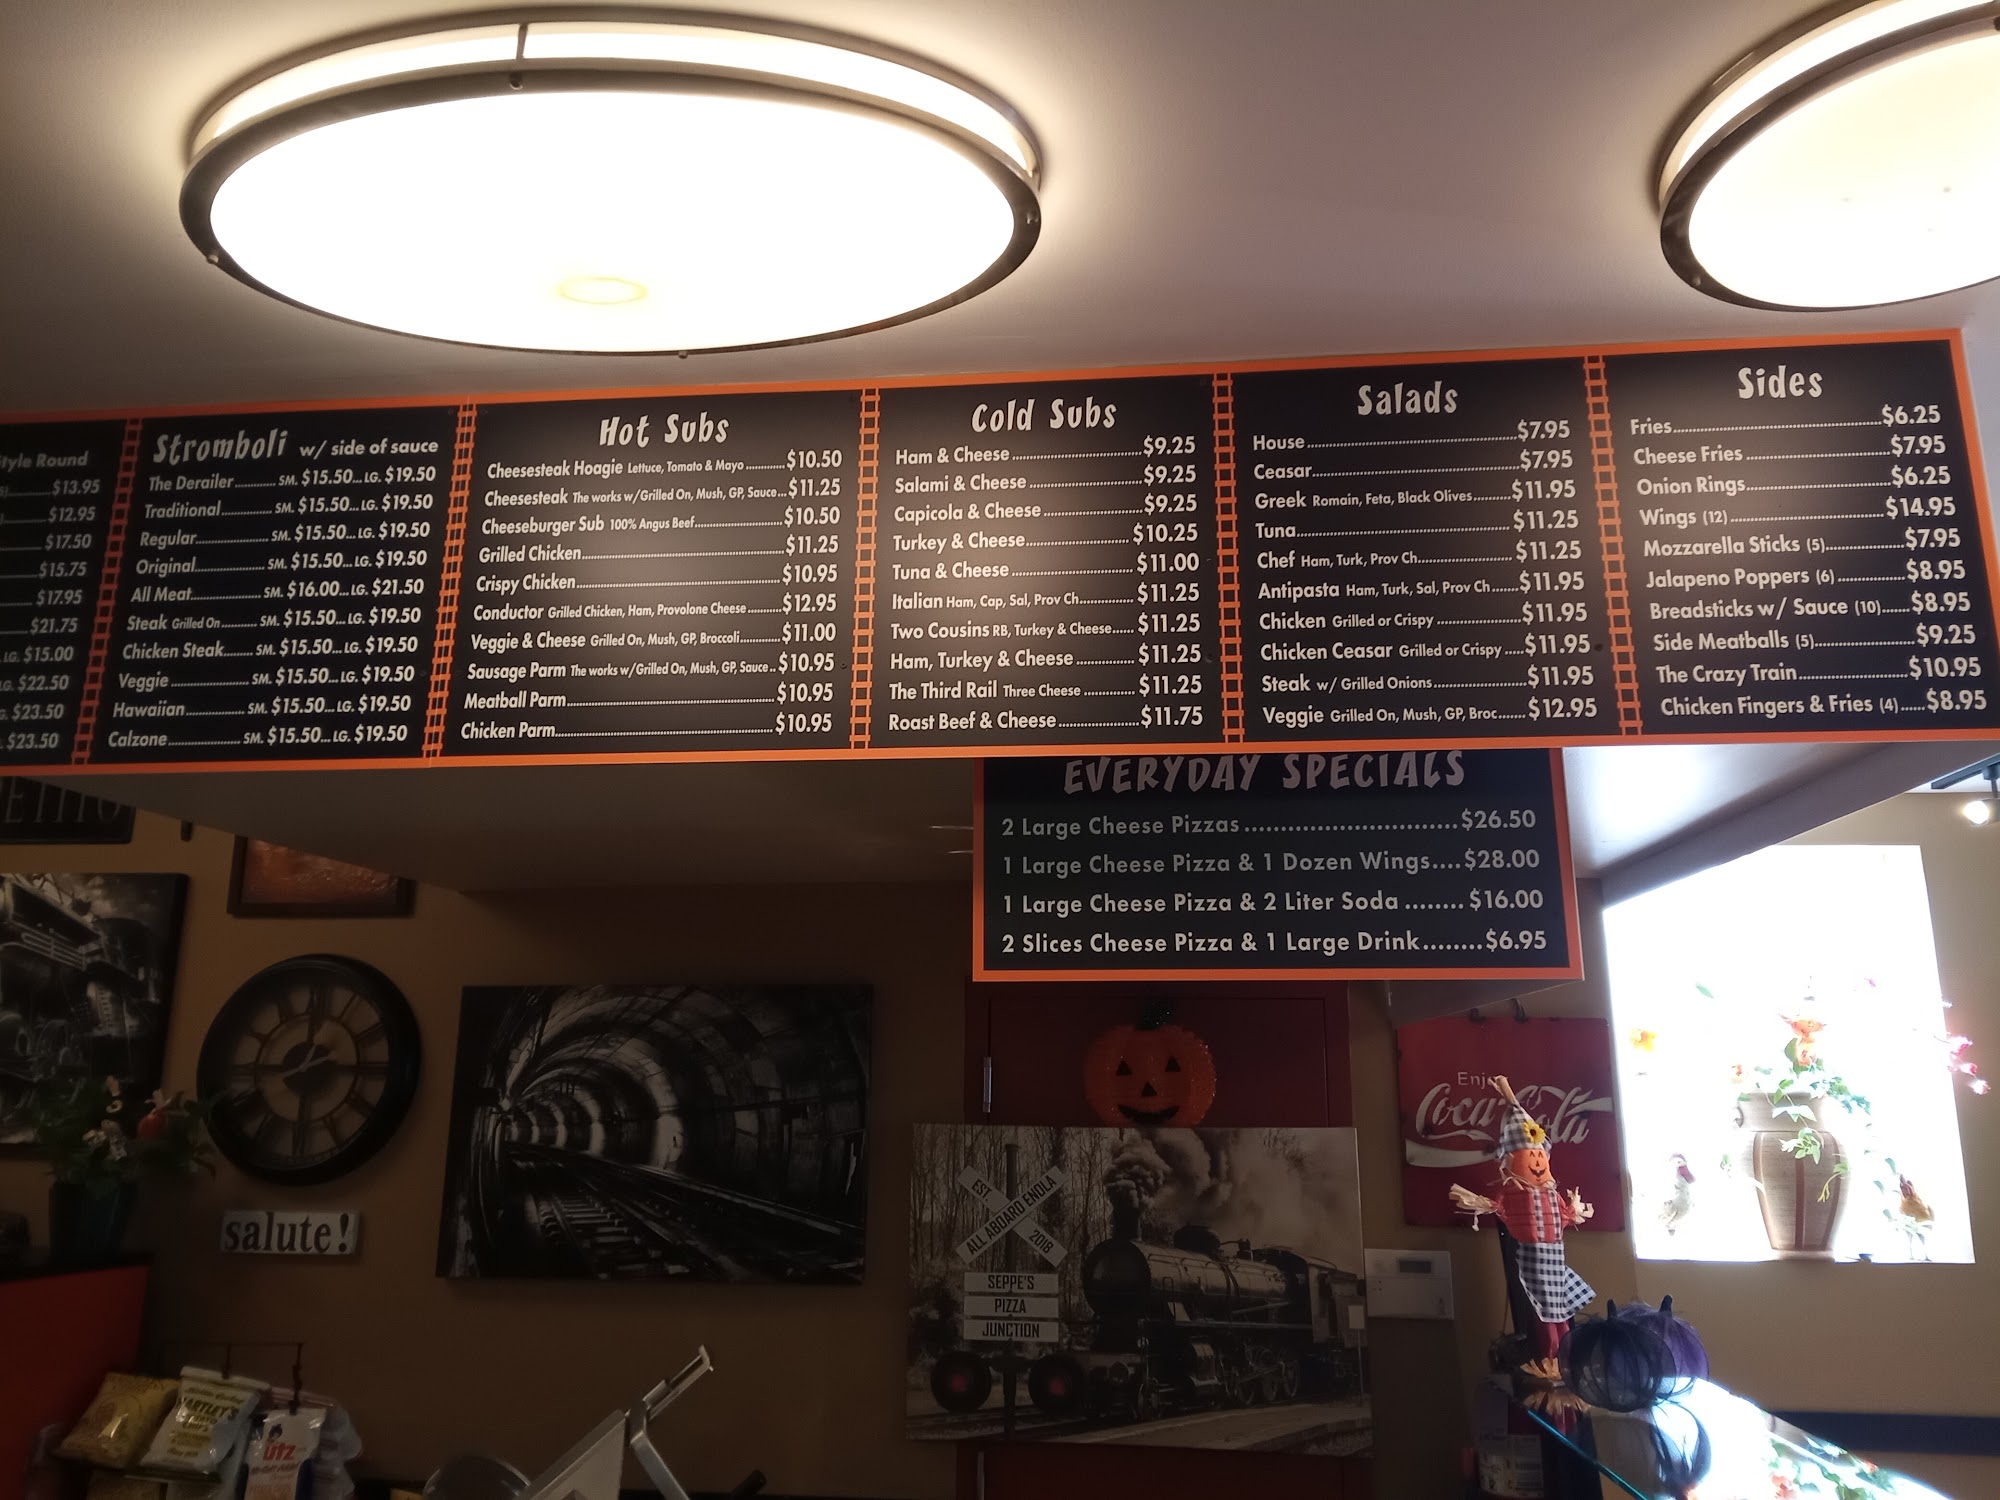 Style Round
$13.95
$12.95
$17.50
$15.75
$17.95
$21.75
LG. $15.00
LG. $22.50
$23.50
$23.50
Stromboli w/ side of sauce
The Derailer............ SM. $15.50... LG. $19.50
Traditional............ SM. $15.50... LG. $19.50
Regular............ SM. $15.50... LG. $19.50
Original............ SM. $15.50... LG. $19.50
All Meat............ SM. $16.00... LG. $21.50
Steak Grilled On......... SM. $15.50... LG. $19.50
Chicken Steak........ SM. $15.50... LG. $19.50
Veggie............ SM. $15.50... LG. $19.50
Hawaiian............ SM. $15.50... LG. $19.50
Calzone............ SM. $15.50... LG. $19.50
Hot Subs
Cheesesteak Hoagie Lettuce, Tomato & Mayo ............$10.50
Cheesesteak The works w/Grilled On, Mush, GP, Sauce...$11.25
Cheeseburger Sub 100% Angus Beef............$10.50
Grilled Chicken............$11.25
Crispy Chicken............$10.95
Conductor Grilled Chicken, Ham, Provolone Cheese..........$12.95
Veggie & Cheese Grilled On, Mush, GP, Broccoli............$11.00
Sausage Parm The works w/Grilled On, Mush, GP, Sauce..$10.95
Meatball Parm............$10.95
Chicken Parm............$10.95
Cold Subs
Ham & Cheese............$9.25
Salami & Cheese............$9.25
Capicola & Cheese............$9.25
Turkey & Cheese............$10.25
Tuna & Cheese............$11.00
Italian Ham, Cap, Sal, Prov Ch............$11.25
Two Cousins RB, Turkey & Cheese......$11.25
Ham, Turkey & Cheese............$11.25
The Third Rail Three Cheese............$11.25
Roast Beef & Cheese............$11.75
Salads
House............$7.95
Ceasar............$7.95
Greek Romain, Feta, Black Olives.........$11.95
Tuna............$11.25
Chef Ham, Turk, Prov Ch............$11.25
Antipasta Ham, Turk, Sal, Prov Ch......$11.95
Chicken Grilled or Crispy............$11.95
Chicken Ceasar Grilled or Crispy.....$11.95
Steak w/ Grilled Onions............$11.95
Veggie Grilled On, Mush, GP, Broc.......$12.95
Sides
Fries............$6.25
Cheese Fries............$7.95
Onion Rings............$6.25
Wings (12)............$14.95
Mozzarella Sticks (5)............$7.95
Jalapeno Poppers (6)............$8.95
Breadsticks w/ Sauce (10)......$8.95
Side Meatballs (5)............$9.25
The Crazy Train............$10.95
Chicken Fingers & Fries (4).....$8.95
EVERYDAY SPECIALS
2 Large Cheese Pizzas............$26.50
1 Large Cheese Pizza & 1 Dozen Wings....$28.00
1 Large Cheese Pizza & 2 Liter Soda ........$16.00
2 Slices Cheese Pizza & 1 Large Drink........$6.95
Enjoy
Coca-Cola
salute!
EST
ALL ABOARD ENOLA
2018
SEPPE'S
PIZZA
JUNCTION
utz